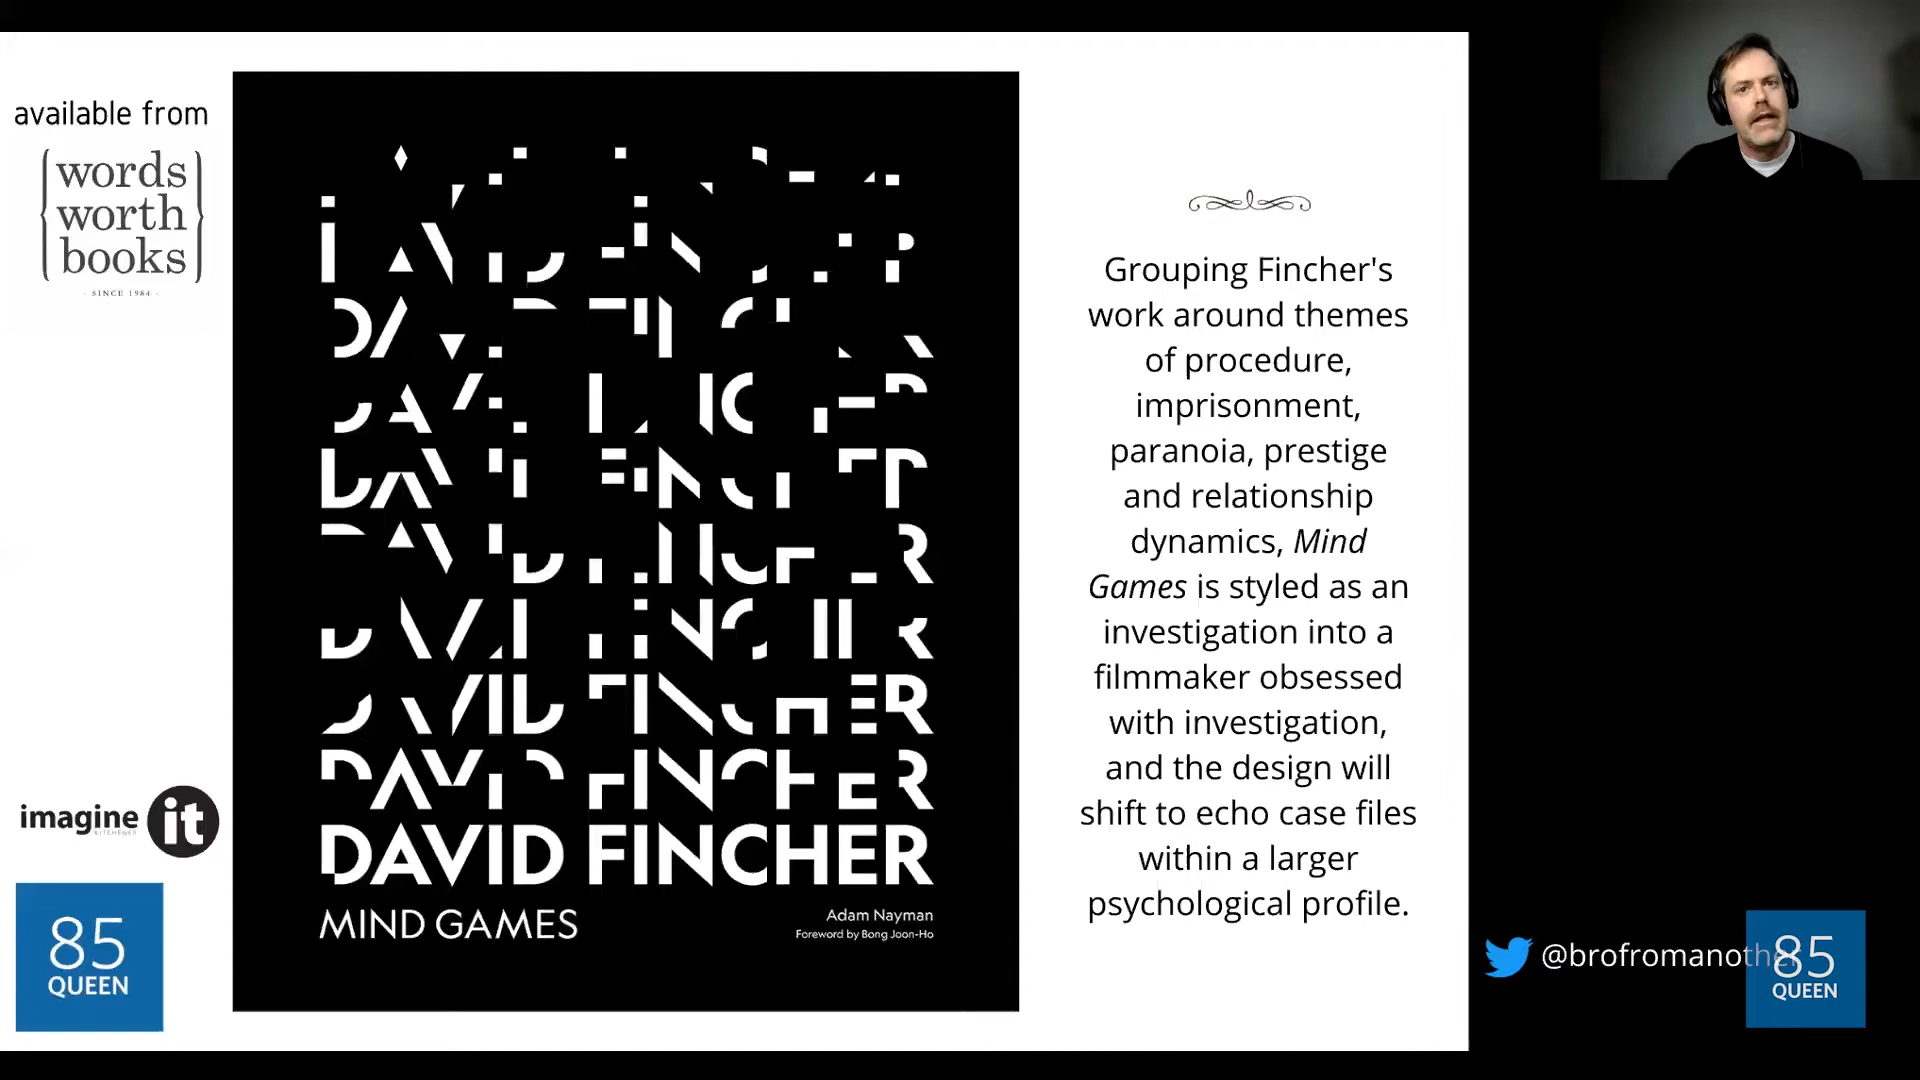 available from
words
worth
books
· SINCE 1984 ·
imagine it
KITCHENER
85
QUEEN
DAVID FINCHER
MIND GAMES
Adam Nayman
Foreword by Bong Joon-Ho
Grouping Fincher's
work around themes
of procedure,
imprisonment,
paranoia, prestige
and relationship
dynamics, Mind
Games is styled as an
investigation into a
filmmaker obsessed
with investigation,
and the design will
shift to echo case files
within a larger
psychological profile.
@brofromanother
85
QUEEN